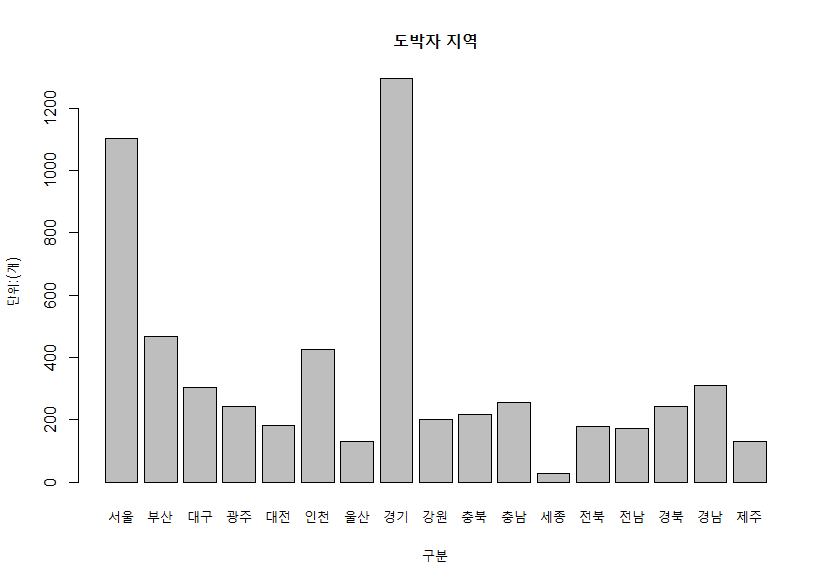 도박자 지역
단위:(개)
1200
1000
800
600
400
200
0
서울 부산 대구 광주 대전 인천 울산 경기 강원 충북 충남 세종 전북 전남 경북 경남 제주
구분